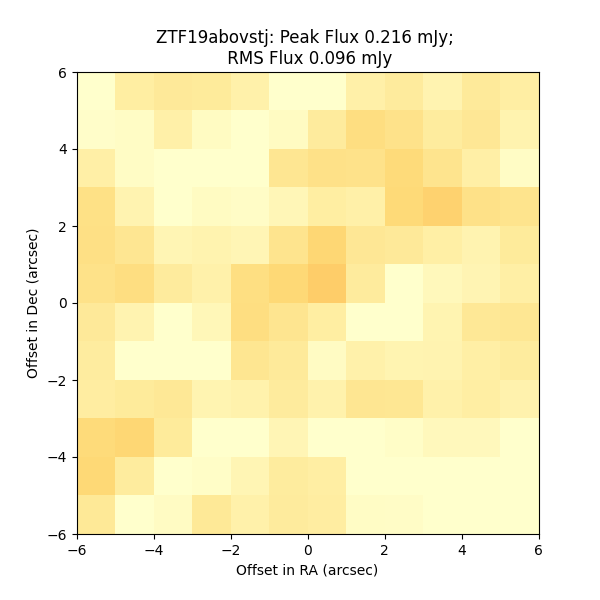 ZTF19abovstj: Peak Flux 0.216 mJy;
RMS Flux 0.096 mJy
6
4
2
0
−2
−4
−6
Offset in Dec (arcsec)
−6 −4 −2 0 2 4 6
Offset in RA (arcsec)